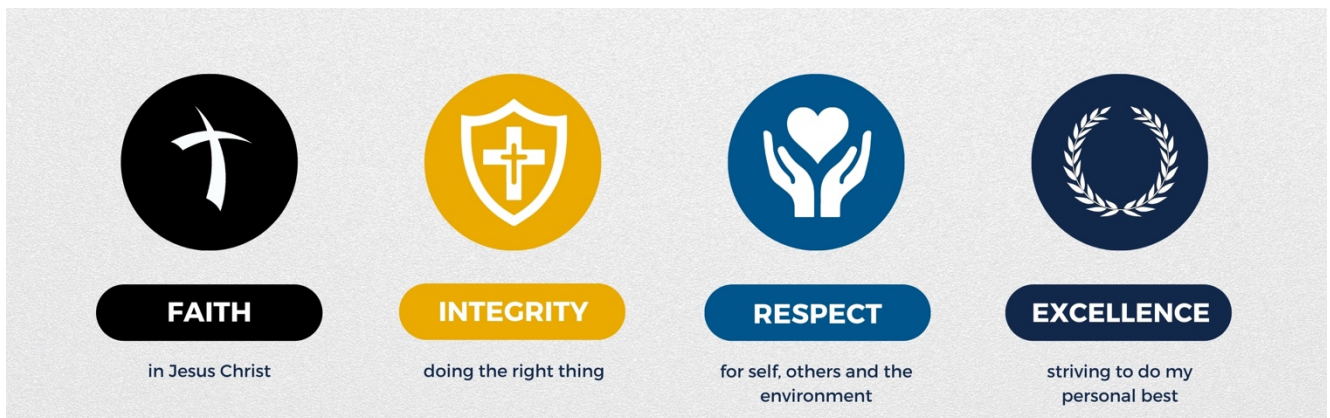 FAITH
in Jesus Christ
INTEGRITY
doing the right thing
RESPECT
for self, others and the
environment
EXCELLENCE
striving to do my
personal best